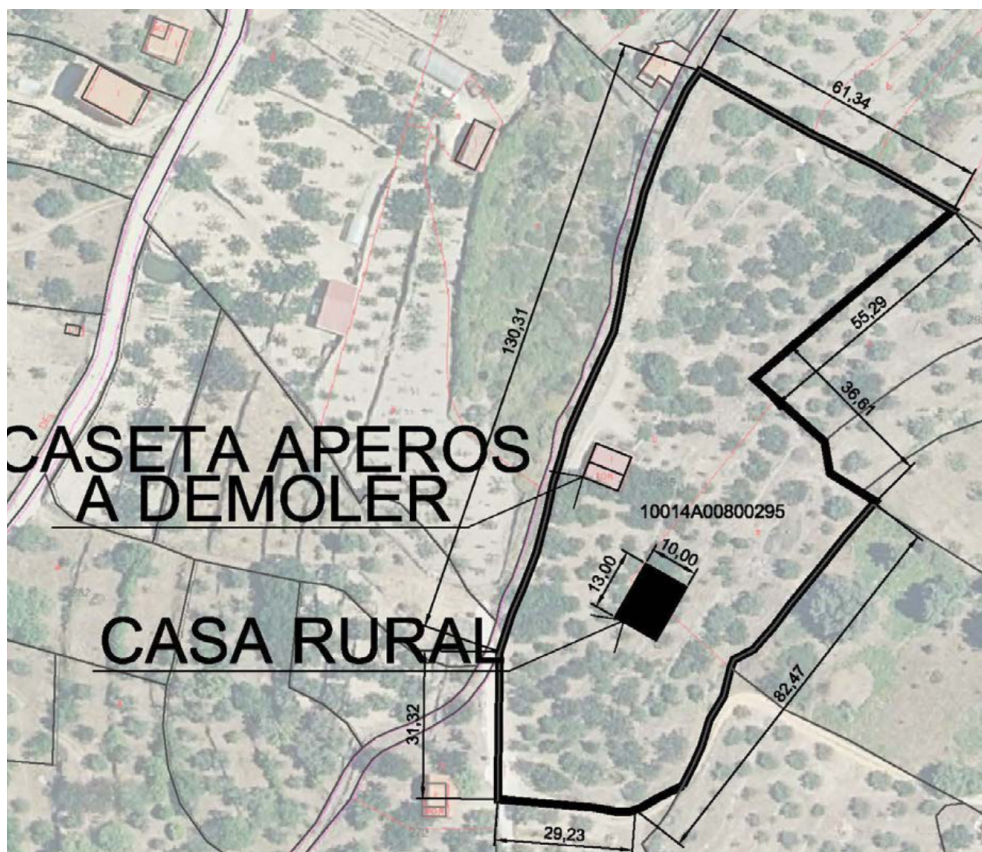 61,34
130,31
55,29
36,61
CASETA APEROS
A DEMOLER
10014A00800295
10,00
13,00
CASA RURAL
82,47
31,32
29,23